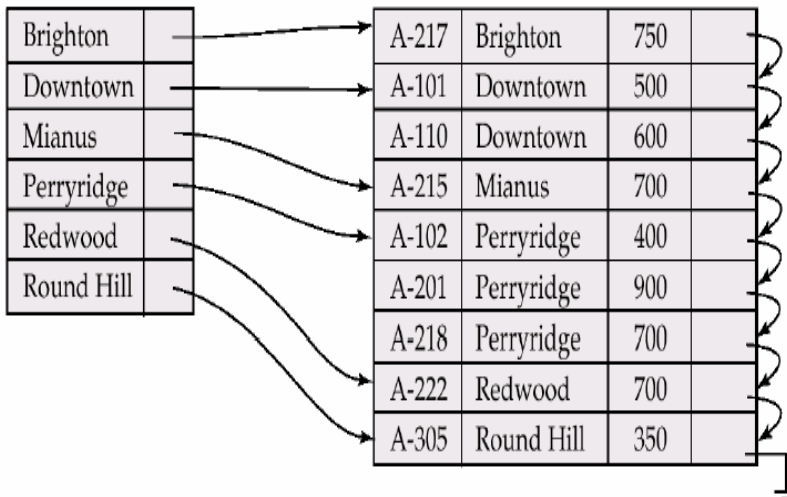 Brighton
Downtown
Mianus
Perryridge
Redwood
Round Hill
A-217 Brighton 750
A-101 Downtown 500
A-110 Downtown 600
A-215 Mianus 700
A-102 Perryridge 400
A-201 Perryridge 900
A-218 Perryridge 700
A-222 Redwood 700
A-305 Round Hill 350